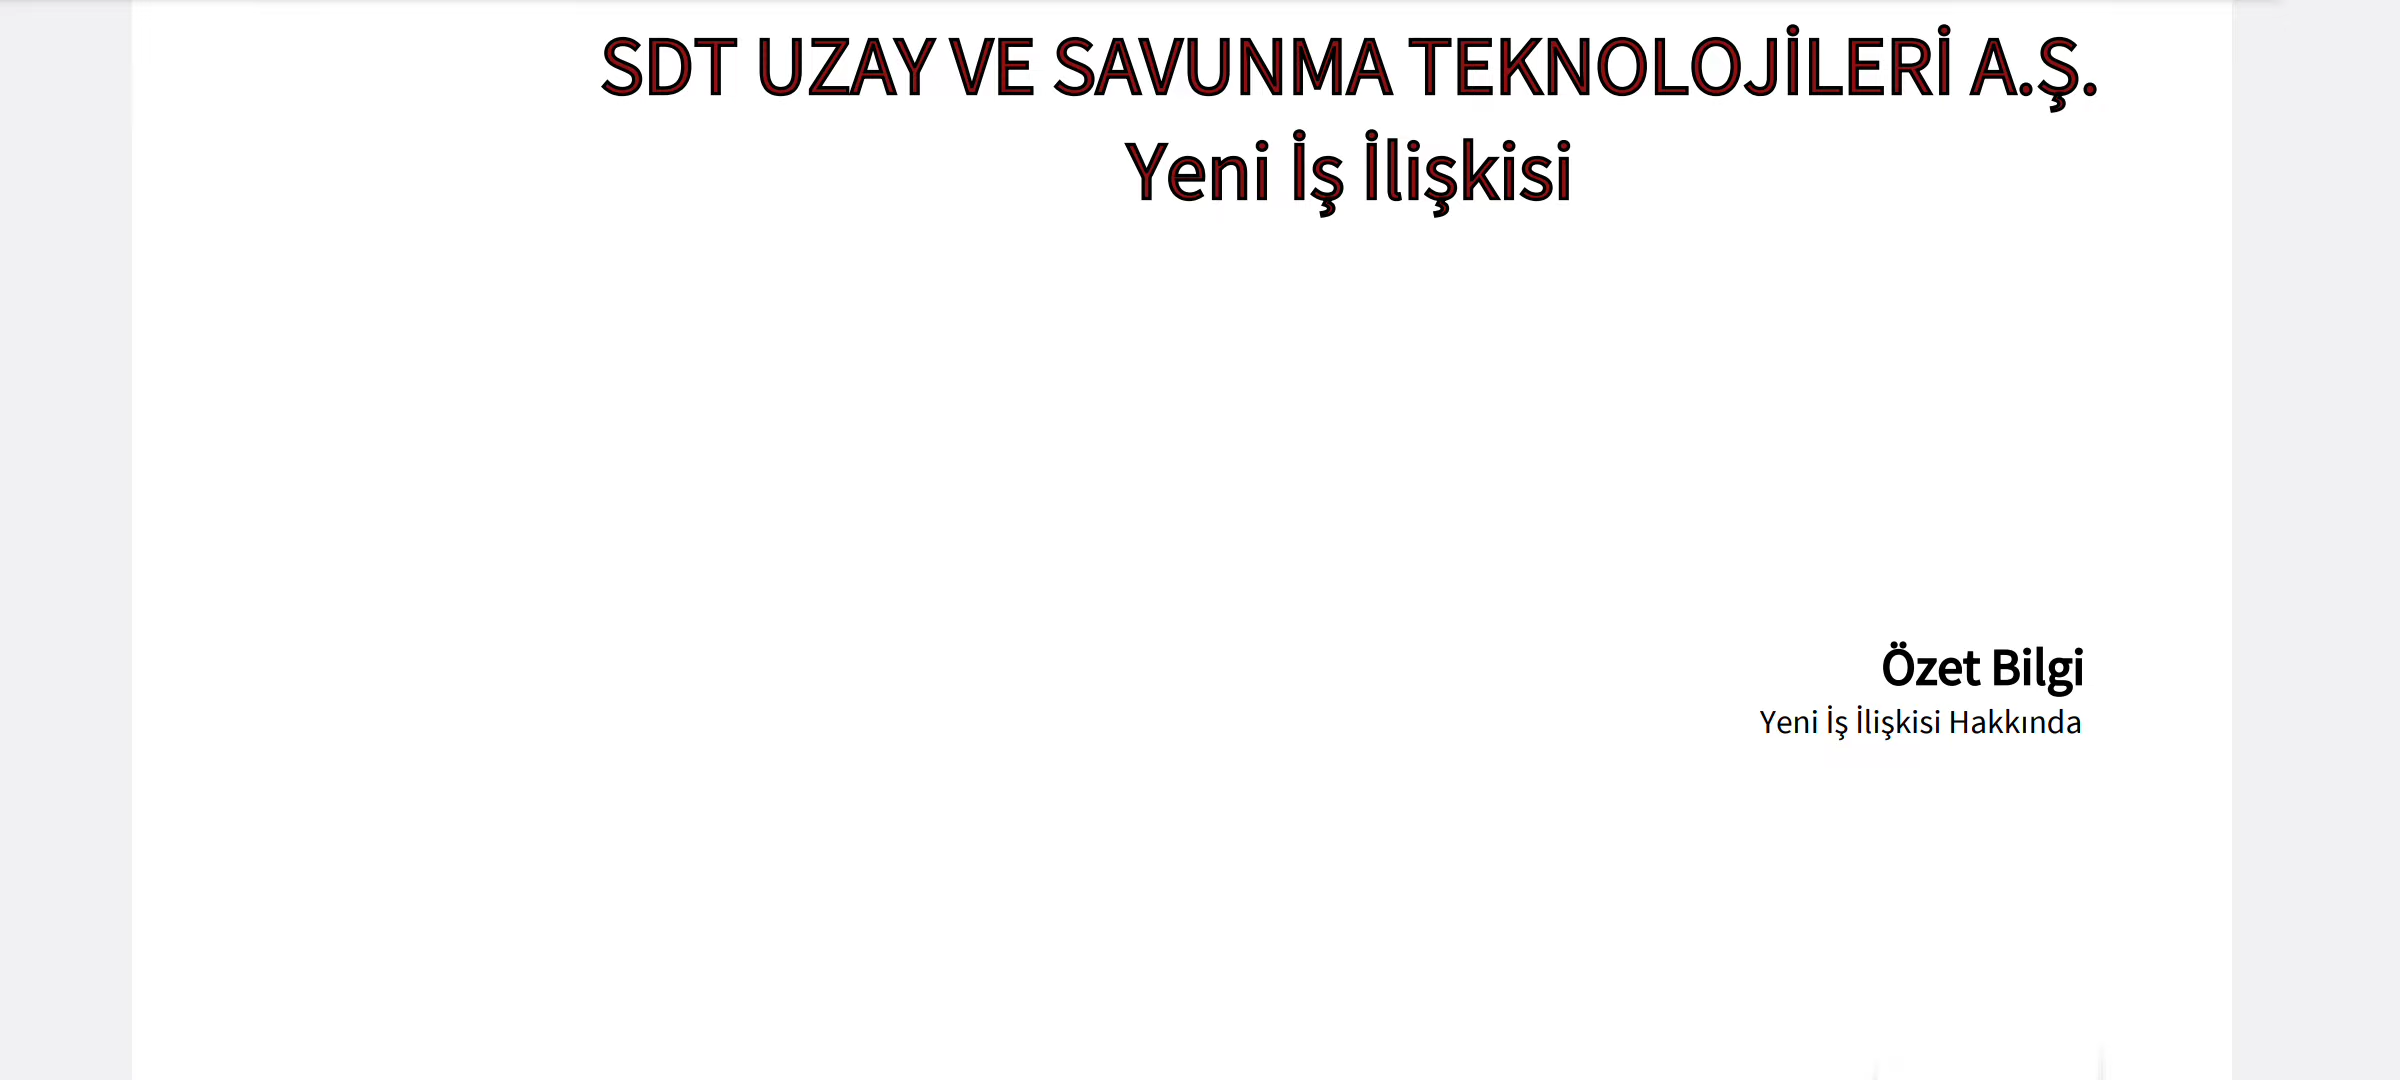 SDT UZAY VE SAVUNMA TEKNOLOJİLERİ A.Ş.
Yeni İş İlişkisi
Özet Bilgi
Yeni İş İlişkisi Hakkında